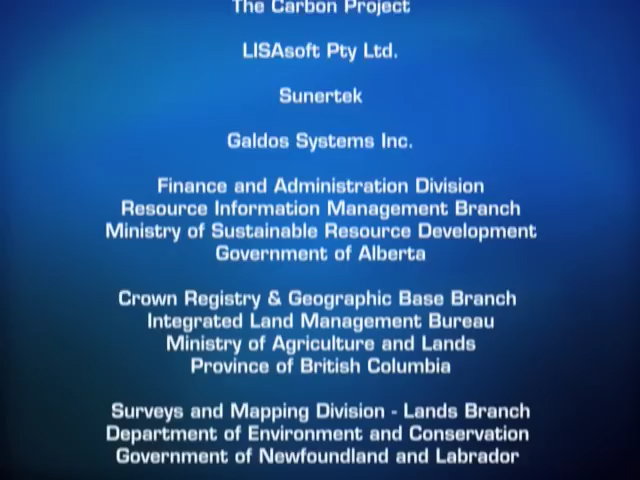 The Carbon Project
LISAsoft Pty Ltd.
Sunertek
Galdos Systems Inc.
Finance and Administration Division
Resource Information Management Branch
Ministry of Sustainable Resource Development
Government of Alberta
Crown Registry & Geographic Base Branch
Integrated Land Management Bureau
Ministry of Agriculture and Lands
Province of British Columbia
Surveys and Mapping Division - Lands Branch
Department of Environment and Conservation
Government of Newfoundland and Labrador